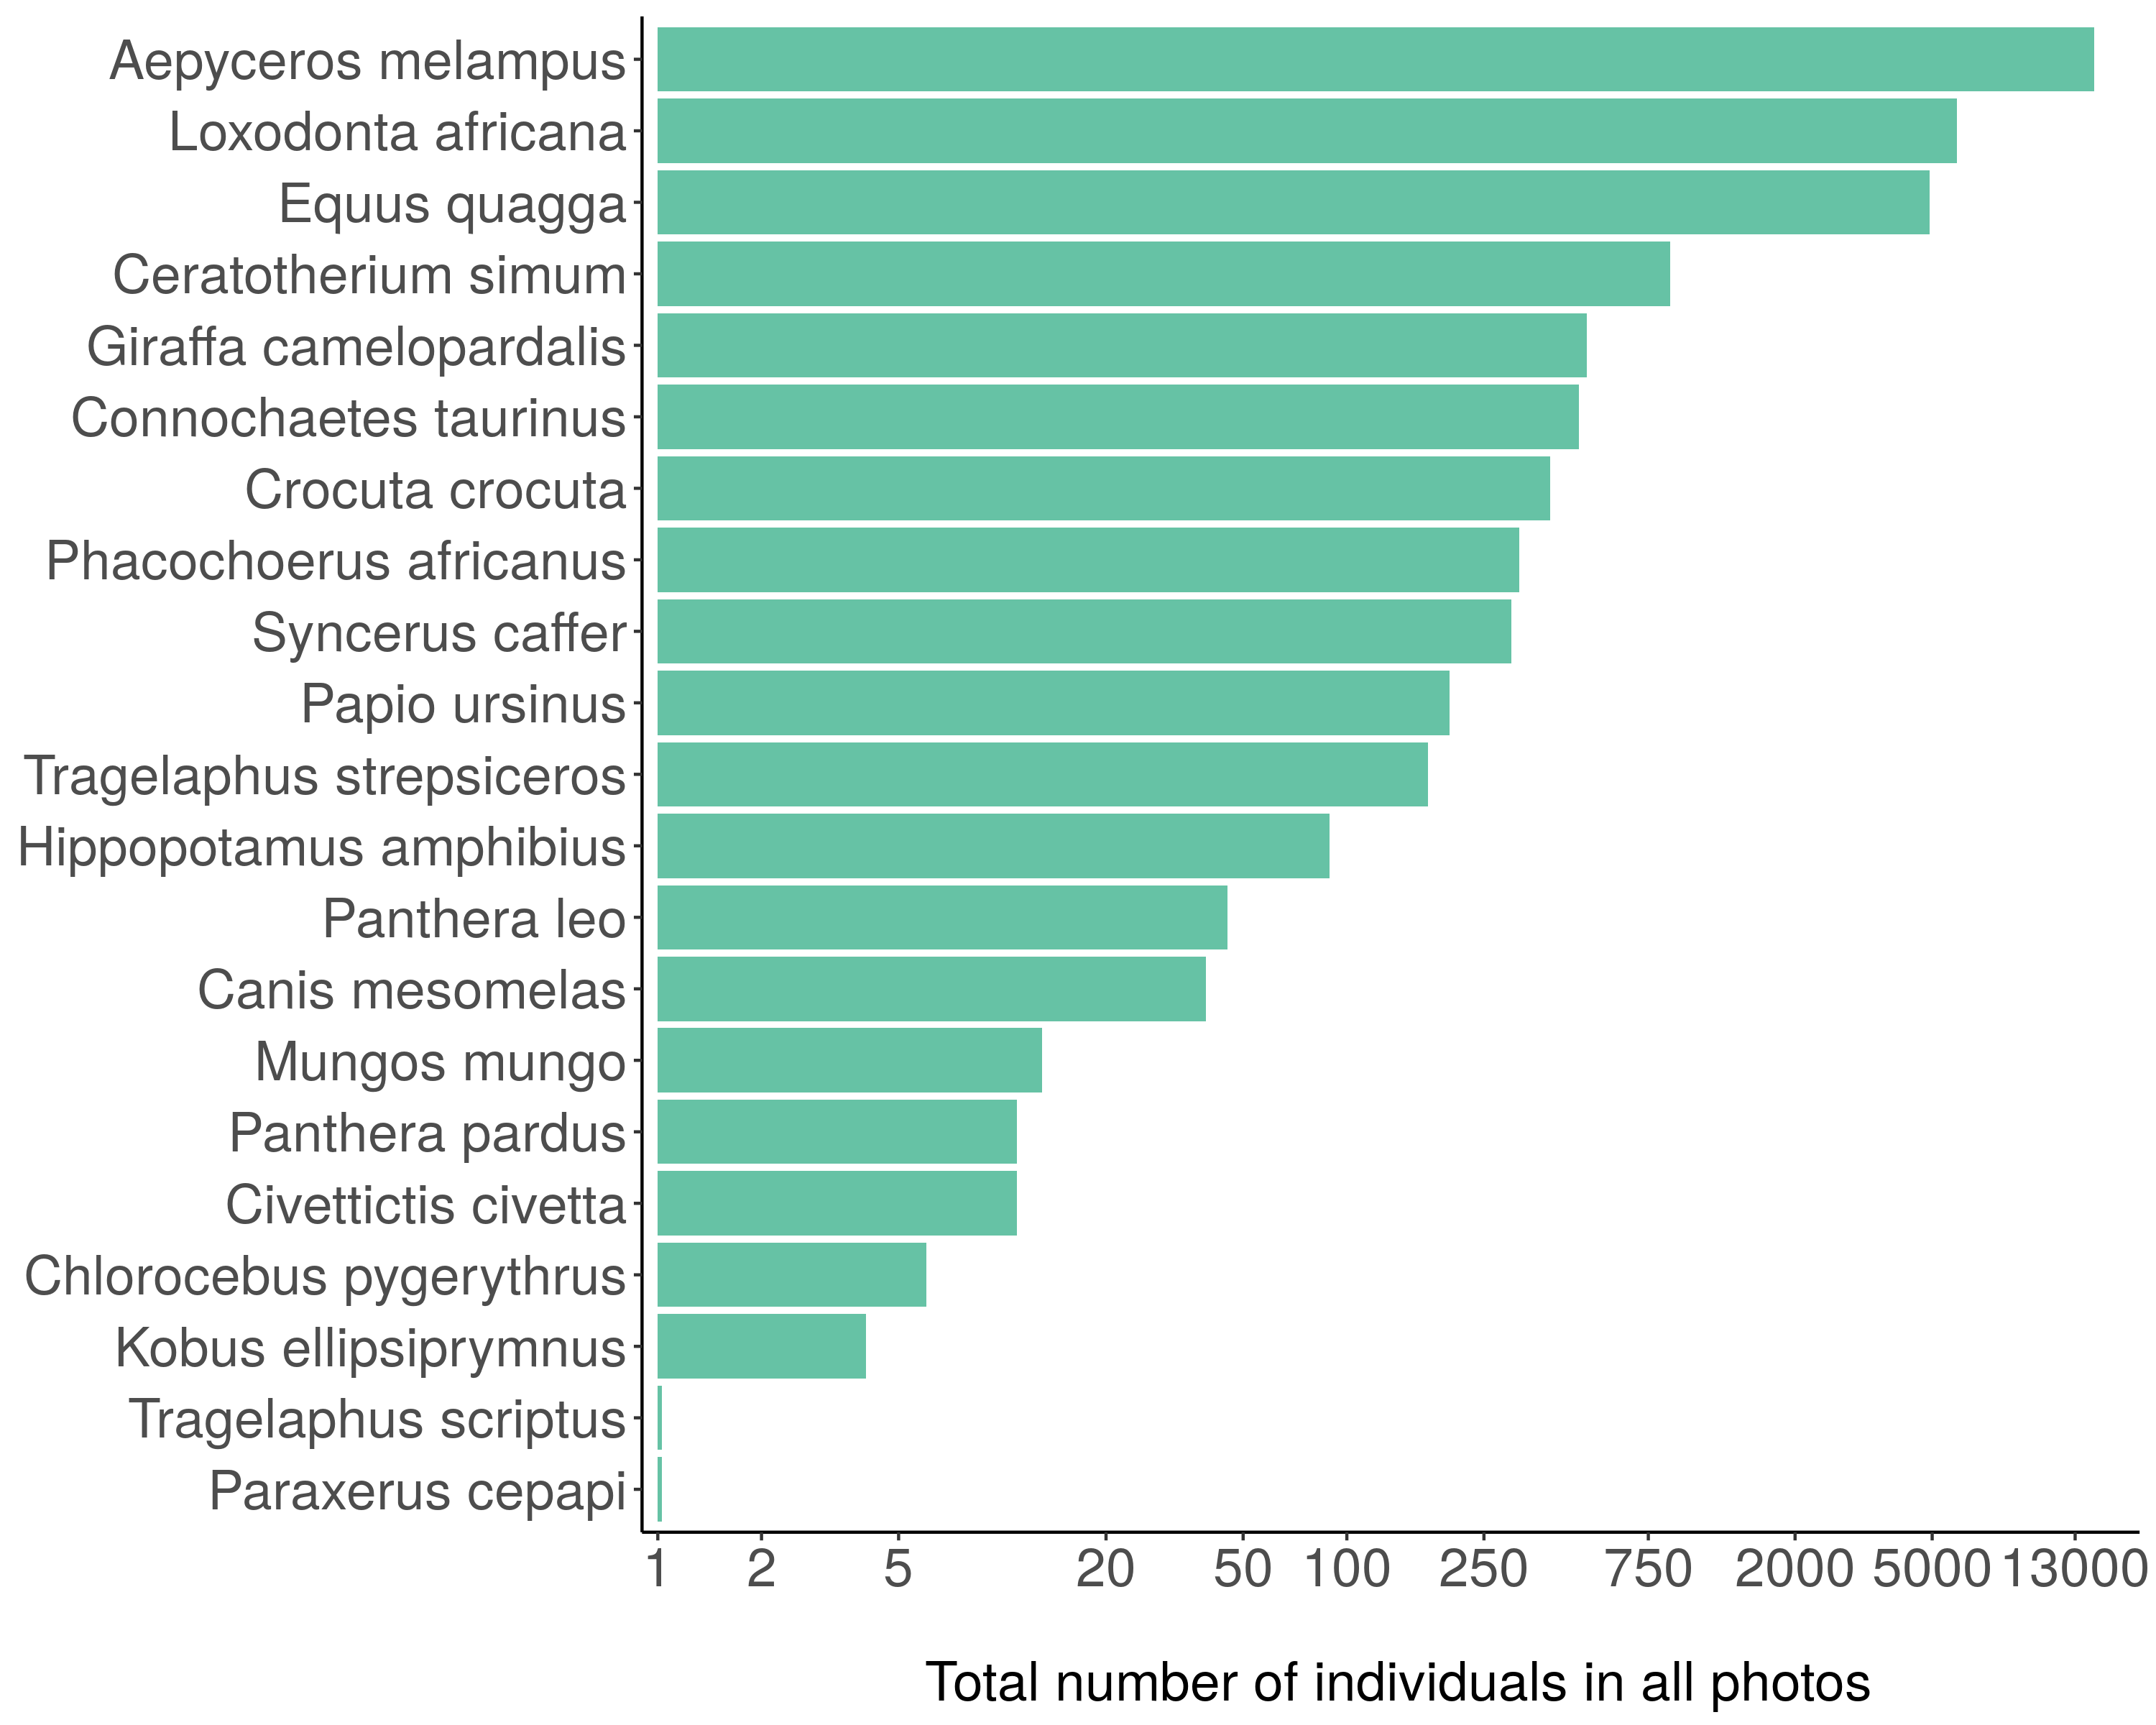 Aepyceros melampus
Loxodonta africana
Equus quagga
Ceratotherium simum
Giraffa camelopardalis
Connochaetes taurinus
Crocuta crocuta
Phacochoerus africanus
Syncerus caffer
Papio ursinus
Tragelaphus strepsiceros
Hippopotamus amphibius
Panthera leo
Canis mesomelas
Mungos mungo
Panthera pardus
Civettictis civetta
Chlorocebus pygerythrus
Kobus ellipsiprymnus
Tragelaphus scriptus
Paraxerus cepapi
1 2 5 20 50 100 250 750 2000 5000 13000
Total number of individuals in all photos